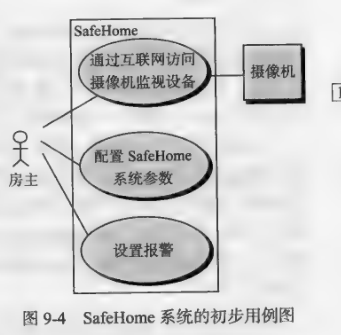 SafeHome
通过互联网访问
摄像机监视设备
摄像机
房主
配置 SafeHome
系统参数
设置报警
图 9-4 SafeHome 系统的初步用例图